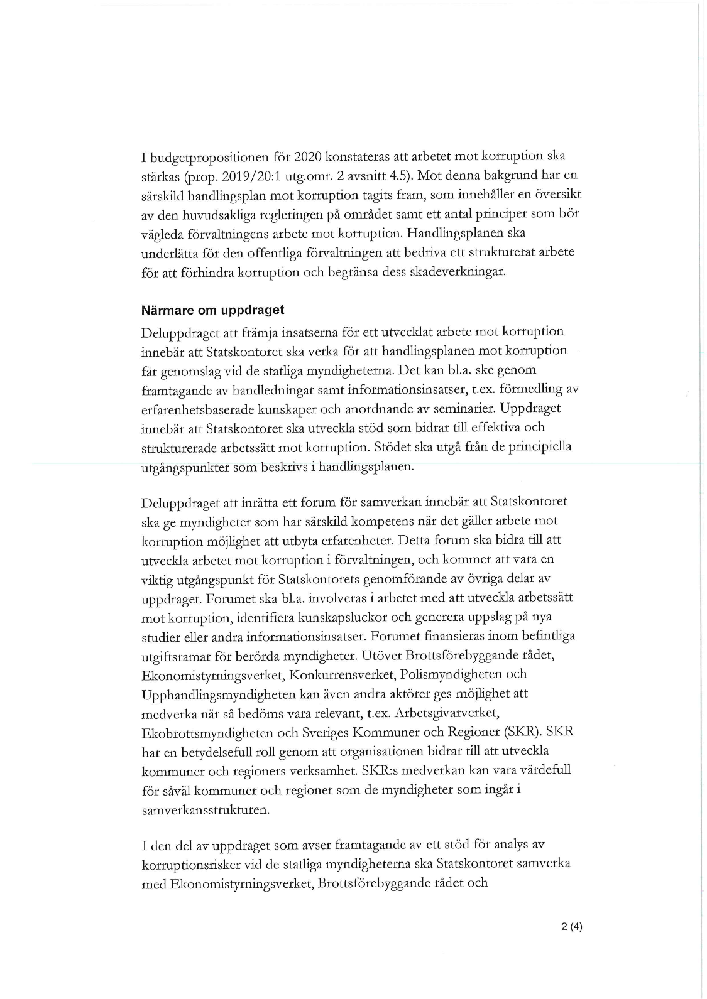 I budgetpropositionen för 2020 konstateras att arbetet mot korruption ska
stärkas (prop. 2019/20:1 utg.omr. 2 avsnitt 4.5). Mot denna bakgrund har en
särskild handlingsplan mot korruption tagits fram, som innehåller en översikt
av den huvudsakliga regleringen på området samt ett antal principer som bör
vägleda förvaltningens arbete mot korruption. Handlingsplanen ska
underlätta för den offentliga förvaltningen att bedriva ett strukturerat arbete
för att förhindra korruption och begränsa dess skadeverkningar.
Närmare om uppdraget
Deluppdraget att främja insatserna för ett utvecklat arbete mot korruption
innebär att Statskontoret ska verka för att handlingsplanen mot korruption
får genomslag vid de statliga myndigheterna. Det kan bl.a. ske genom
framtagande av handledningar samt informationsinsatser, t.ex. förmedling av
erfarenhetsbaserade kunskaper och anordnande av seminarier. Uppdraget
innebär att Statskontoret ska utveckla stöd som bidrar till effektiva och
strukturerade arbetssätt mot korruption. Stödet ska utgå från de principiella
utgångspunkter som beskrivs i handlingsplanen.
Deluppdraget att inrätta ett forum för samverkan innebär att Statskontoret
ska ge myndigheter som har särskild kompetens när det gäller arbete mot
korruption möjlighet att utbyta erfarenheter. Detta forum ska bidra till att
utveckla arbetet mot korruption i förvaltningen, och kommer att vara en
viktig utgångspunkt för Statskontorets genomförande av övriga delar av
uppdraget. Forumet ska bl.a. involveras i arbetet med att utveckla arbetssätt
mot korruption, identifiera kunskapsluckor och generera uppslag på nya
studier eller andra informationsinsatser. Forumet finansieras inom befintliga
utgiftsramar för berörda myndigheter. Utöver Brottsförebyggande rådet,
Ekonomistyrningsverket, Konkurrensverket, Polismyndigheten och
Upphandlingsmyndigheten kan även andra aktörer ges möjlighet att
medverka när så bedöms vara relevant, t.ex. Arbetsgivarverket,
Ekobrottsmyndigheten och Sveriges Kommuner och Regioner (SKR). SKR
har en betydelsefull roll genom att organisationen bidrar till att utveckla
kommuner och regioners verksamhet. SKR:s medverkan kan vara värdefull
för såväl kommuner och regioner som de myndigheter som ingår i
samverkansstrukturen.
I den del av uppdraget som avser framtagande av ett stöd för analys av
korruptionsrisker vid de statliga myndigheterna ska Statskontoret samverka
med Ekonomistyrningsverket, Brottsförebyggande rådet och
2 (4)